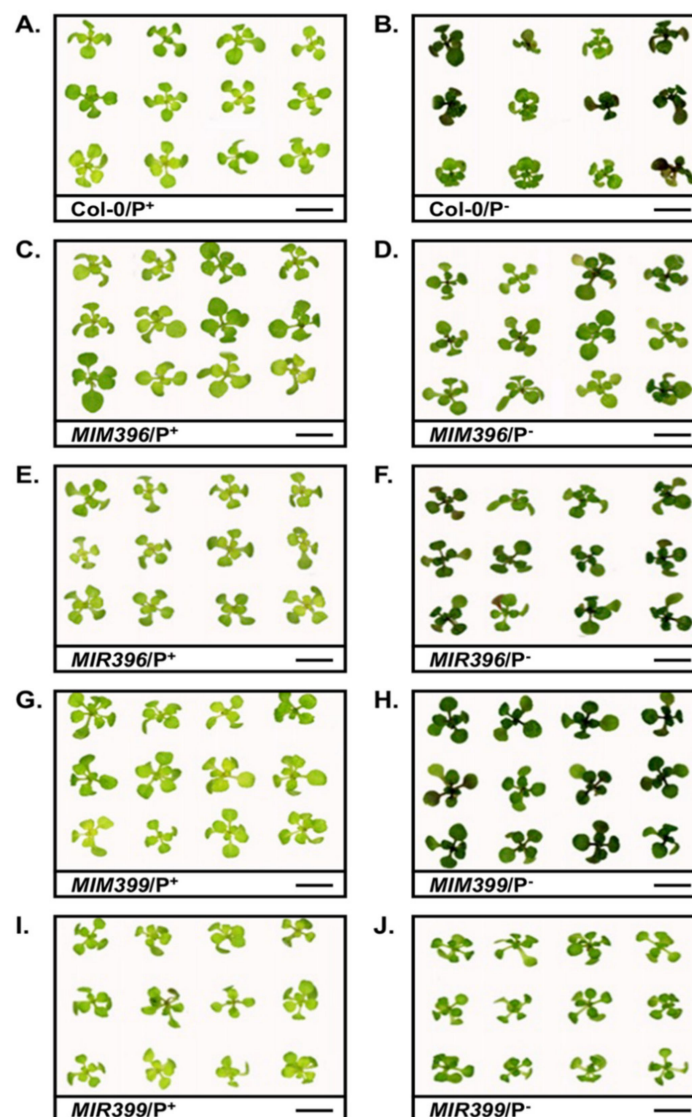 A.
Col-0/P⁺
B.
Col-0/P⁻
C.
MIM396/P⁺
D.
MIM396/P⁻
E.
MIR396/P⁺
F.
MIR396/P⁻
G.
MIM399/P⁺
H.
MIM399/P⁻
I.
MIR399/P⁺
J.
MIR399/P⁻